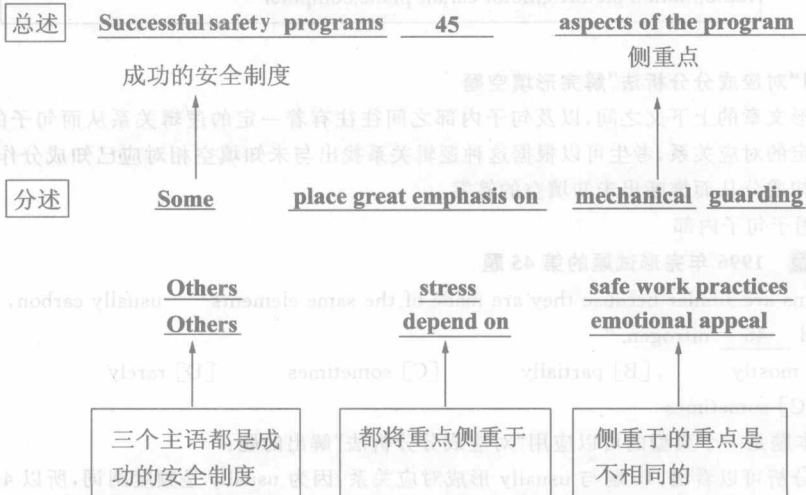 总述 Successful safety programs 45 aspects of the program
成功的安全制度 侧重点
分述 Some place great emphasis on mechanical guarding
Others stress safe work practices
Others depend on emotional appeal
三个主语都是成功的安全制度
都将重点侧重于
侧重于的重点是不相同的